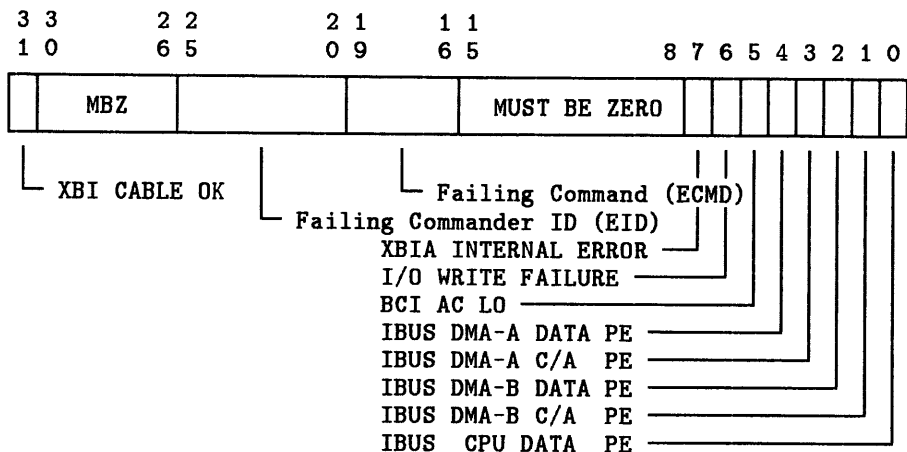 3 3 2 2 2 1 1 1
1 0 6 5 0 9 6 5 8 7 6 5 4 3 2 1 0
MBZ MUST BE ZERO
XBI CABLE OK Failing Command (ECMD)
Failing Commander ID (EID)
XBIA INTERNAL ERROR
I/O WRITE FAILURE
BCI AC LO
IBUS DMA-A DATA PE
IBUS DMA-A C/A PE
IBUS DMA-B DATA PE
IBUS DMA-B C/A PE
IBUS CPU DATA PE